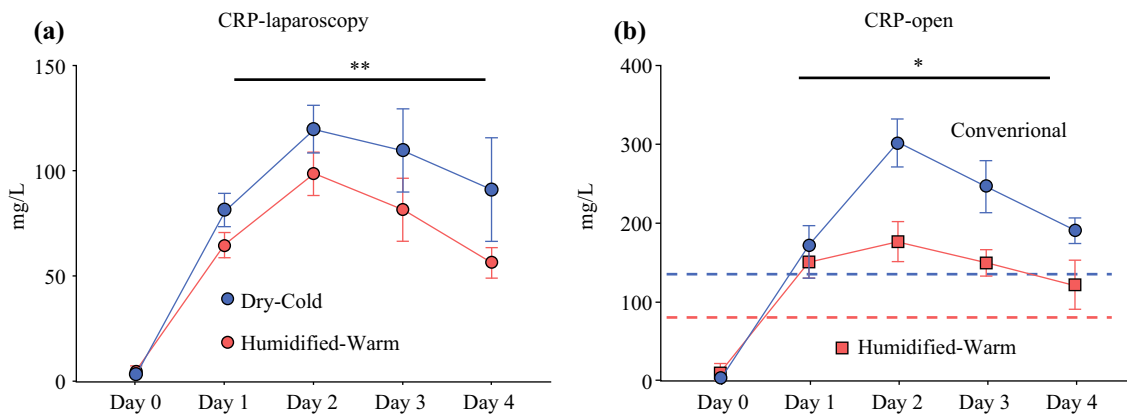 (a)
CRP-laparoscopy
150
**
100
mg/L
50
Dry-Cold
Humidified-Warm
0
Day 0 Day 1 Day 2 Day 3 Day 4
(b)
CRP-open
400
*
Convenrional
300
mg/L
200
100
Humidified-Warm
0
Day 0 Day 1 Day 2 Day 3 Day 4